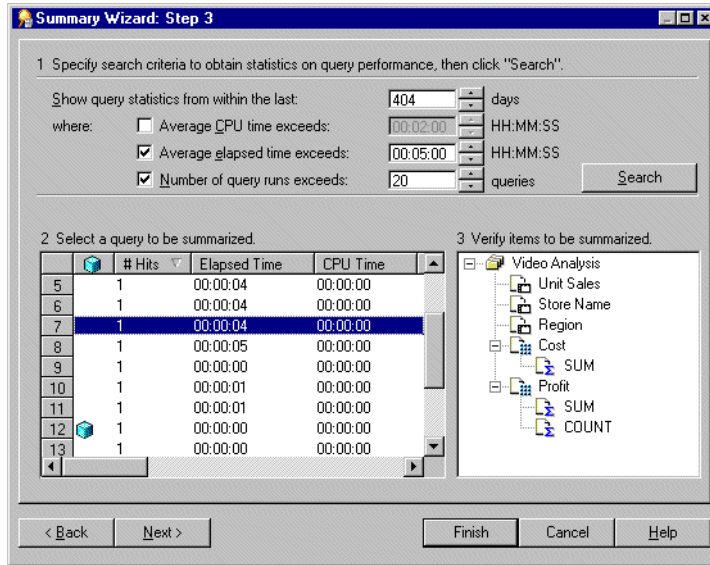 Summary Wizard: Step 3
1 Specify search criteria to obtain statistics on query performance, then click "Search".
Show query statistics from within the last: 404 days
where: Average CPU time exceeds: 00:02:00 HH:MM:SS
Average elapsed time exceeds: 00:05:00 HH:MM:SS
Number of query runs exceeds: 20 queries Search
2 Select a query to be summarized.
# Hits Elapsed Time CPU Time
5 1 00:00:04 00:00:00
6 1 00:00:04 00:00:00
7 1 00:00:04 00:00:00
8 1 00:00:05 00:00:00
9 1 00:00:00 00:00:00
10 1 00:00:01 00:00:00
11 1 00:00:01 00:00:00
12 1 00:00:00 00:00:00
13 1 00:00:00 00:00:00
3 Verify items to be summarized.
Video Analysis
Unit Sales
Store Name
Region
Cost
SUM
Profit
SUM
COUNT
< Back Next > Finish Cancel Help